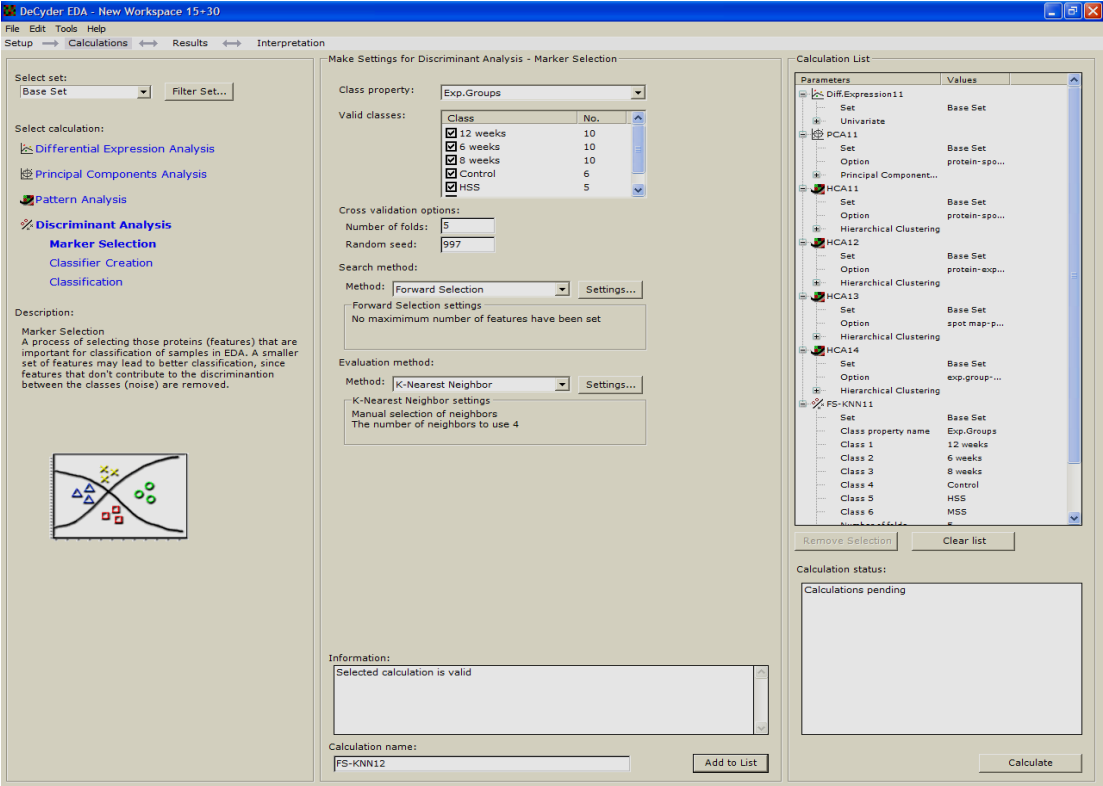 DeCyder EDA - New Workspace 15+30
File Edit Tools Help
Setup Calculations Results Interpretation
Select set:
Base Set Filter Set...
Select calculation:
Differential Expression Analysis
Principal Components Analysis
Pattern Analysis
Discriminant Analysis
Marker Selection
Classifier Creation
Classification
Description:
Marker Selection
A process of selecting those proteins (features) that are
important for classification of samples in EDA. A smaller
set of features may lead to better classification, since
features that don't contribute to the discriminantion
between the classes (noise) are removed.
Make Settings for Discriminant Analysis - Marker Selection
Class property: Exp.Groups
Valid classes:
Class No.
12 weeks 10
6 weeks 10
8 weeks 10
Control 6
HSS 5
Cross validation options:
Number of folds: 5
Random seed: 997
Search method:
Method: Forward Selection Settings...
Forward Selection settings
No maximimum number of features have been set
Evaluation method:
Method: K-Nearest Neighbor Settings...
K-Nearest Neighbor settings
Manual selection of neighbors
The number of neighbors to use 4
Information:
Selected calculation is valid
Calculation name:
FS-KNN12 Add to List
Calculation List
Parameters Values
Diff.Expression11
Set Base Set
Univariate
PCA11
Set Base Set
Option protein-spo...
Principal Component...
HCA11
Set Base Set
Option protein-spo...
Hierarchical Clustering
HCA12
Set Base Set
Option protein-exp...
Hierarchical Clustering
HCA13
Set Base Set
Option spot map-p...
Hierarchical Clustering
HCA14
Set Base Set
Option exp.group-...
Hierarchical Clustering
FS-KNN11
Set Base Set
Class property name Exp.Groups
Class 1 12 weeks
Class 2 6 weeks
Class 3 8 weeks
Class 4 Control
Class 5 HSS
Class 6 MSS
Number of folds 5
Remove Selection Clear list
Calculation status:
Calculations pending
Calculate